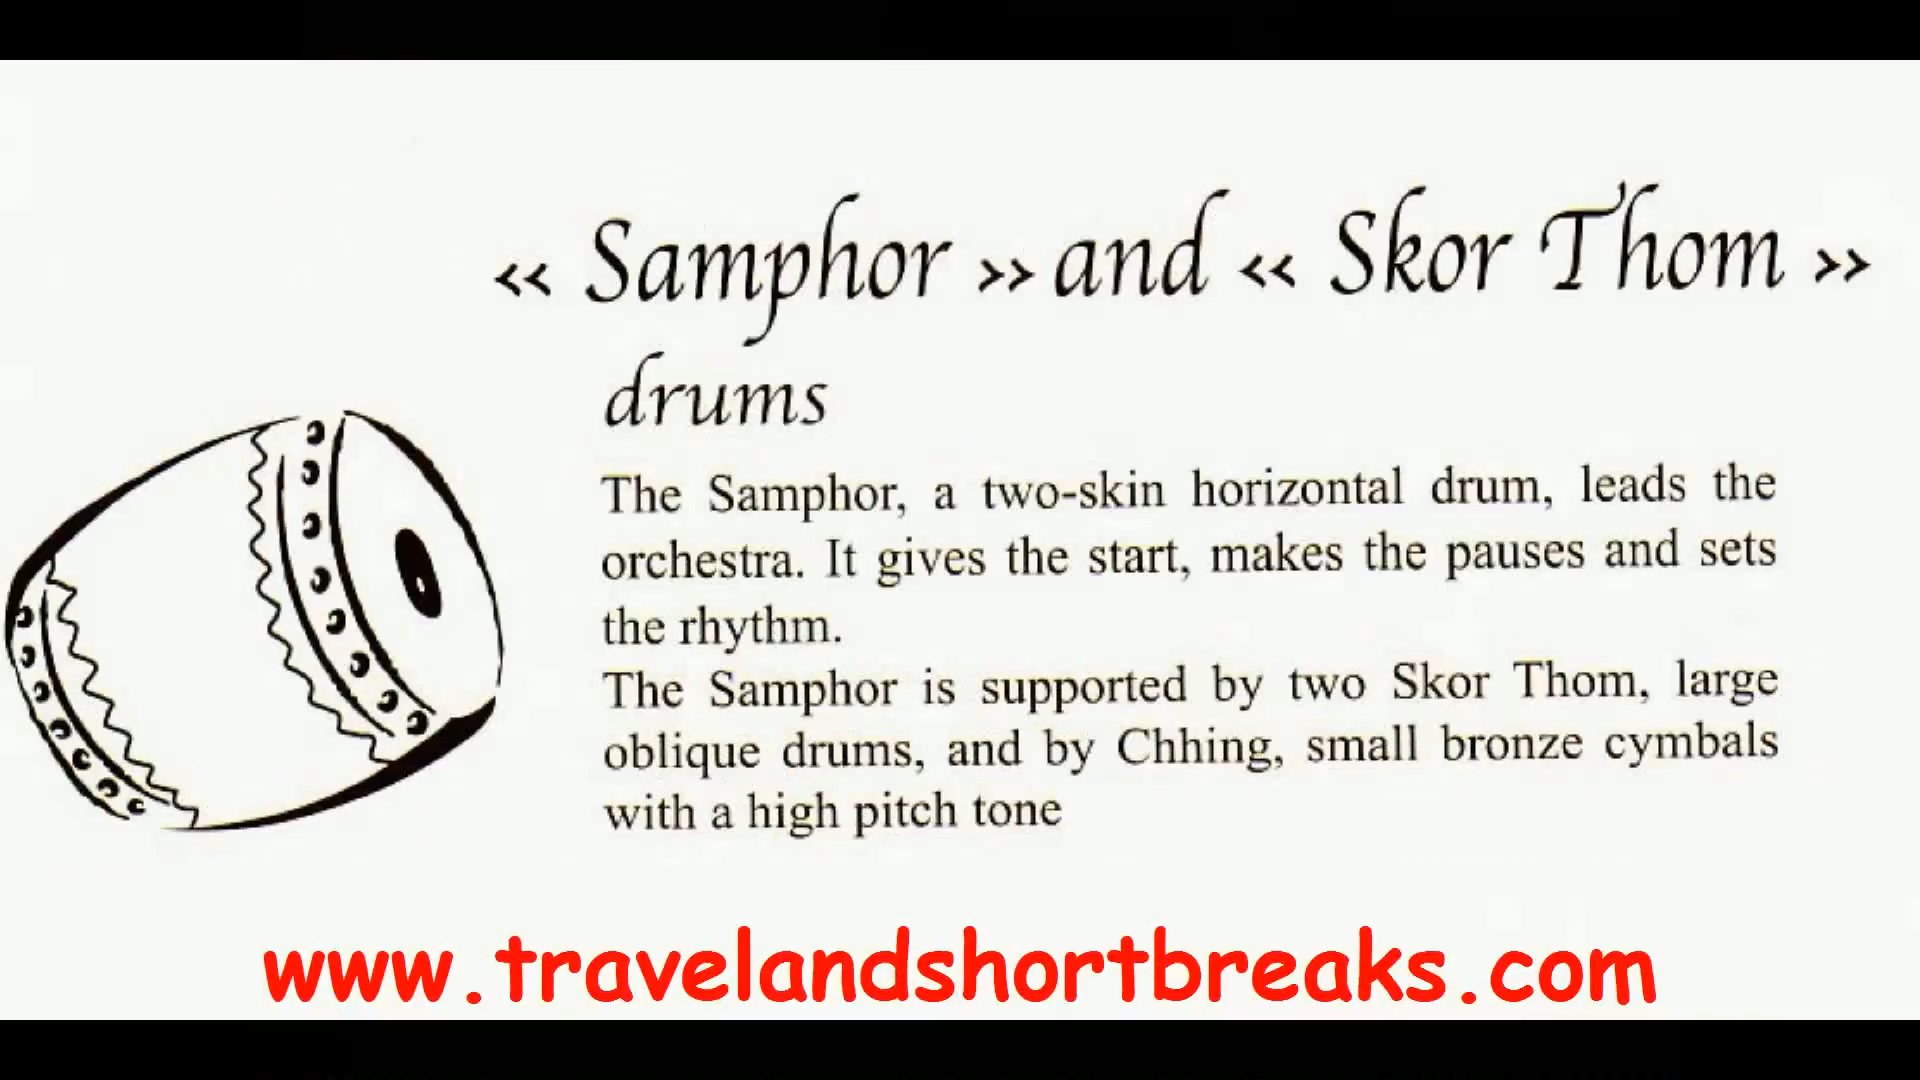 « Samphor » and « Skor Thom »
drums
The Samphor, a two-skin horizontal drum, leads the
orchestra. It gives the start, makes the pauses and sets
the rhythm.
The Samphor is supported by two Skor Thom, large
oblique drums, and by Chhing, small bronze cymbals
with a high pitch tone
www.travelandshortbreaks.com